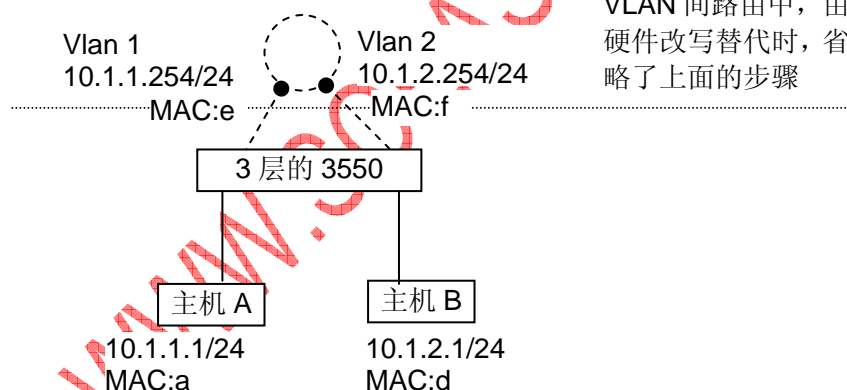 VLAN 间路由中，由
硬件改写替代时，省
略了上面的步骤
Vlan 1
10.1.1.254/24
MAC:e
Vlan 2
10.1.2.254/24
MAC:f
3 层的 3550
主机 A
主机 B
10.1.1.1/24
MAC:a
10.1.2.1/24
MAC:d